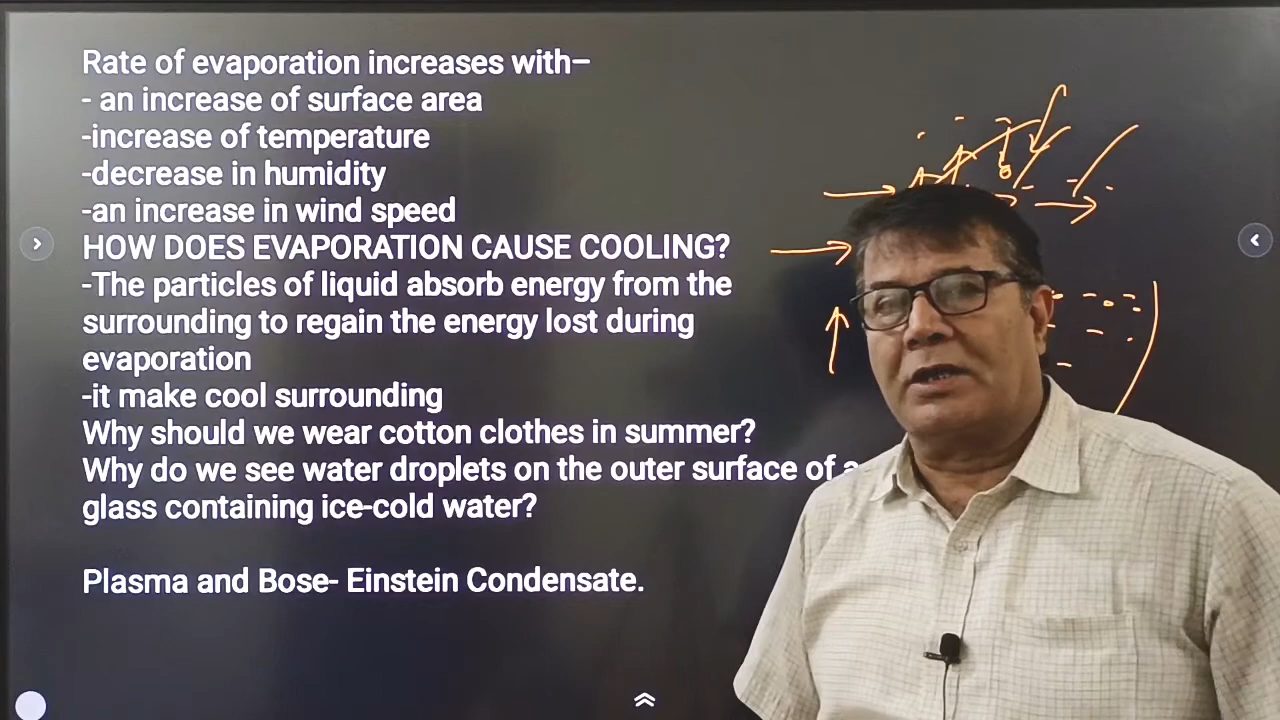 Rate of evaporation increases with–
- an increase of surface area
-increase of temperature
-decrease in humidity
-an increase in wind speed
HOW DOES EVAPORATION CAUSE COOLING?
-The particles of liquid absorb energy from the
surrounding to regain the energy lost during
evaporation
-it make cool surrounding
Why should we wear cotton clothes in summer?
Why do we see water droplets on the outer surface of a
glass containing ice-cold water?
Plasma and Bose- Einstein Condensate.